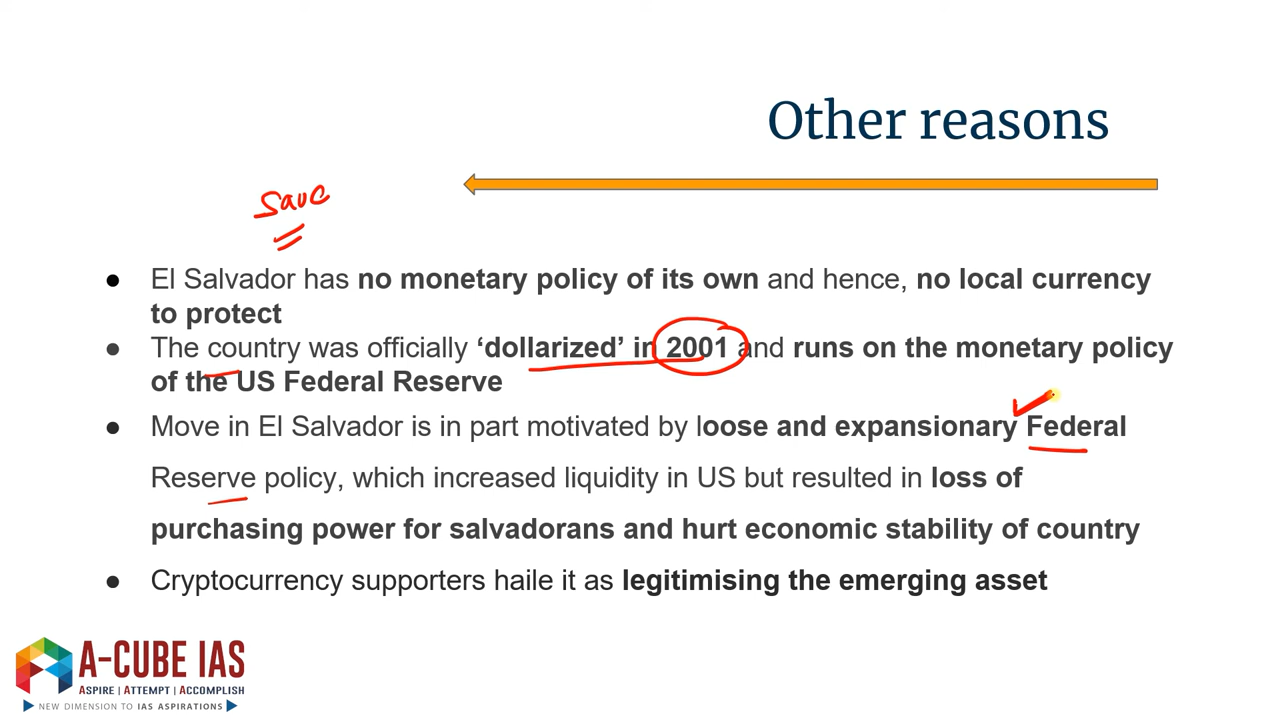 Other reasons
save
● El Salvador has no monetary policy of its own and hence, no local currency
to protect
● The country was officially ‘dollarized’ in 2001 and runs on the monetary policy
of the US Federal Reserve
● Move in El Salvador is in part motivated by loose and expansionary Federal
Reserve policy, which increased liquidity in US but resulted in loss of
purchasing power for salvadorans and hurt economic stability of country
● Cryptocurrency supporters haile it as legitimising the emerging asset
A-CUBE IAS
ASPIRE | ATTEMPT | ACCOMPLISH
NEW DIMENSION TO IAS ASPIRATIONS